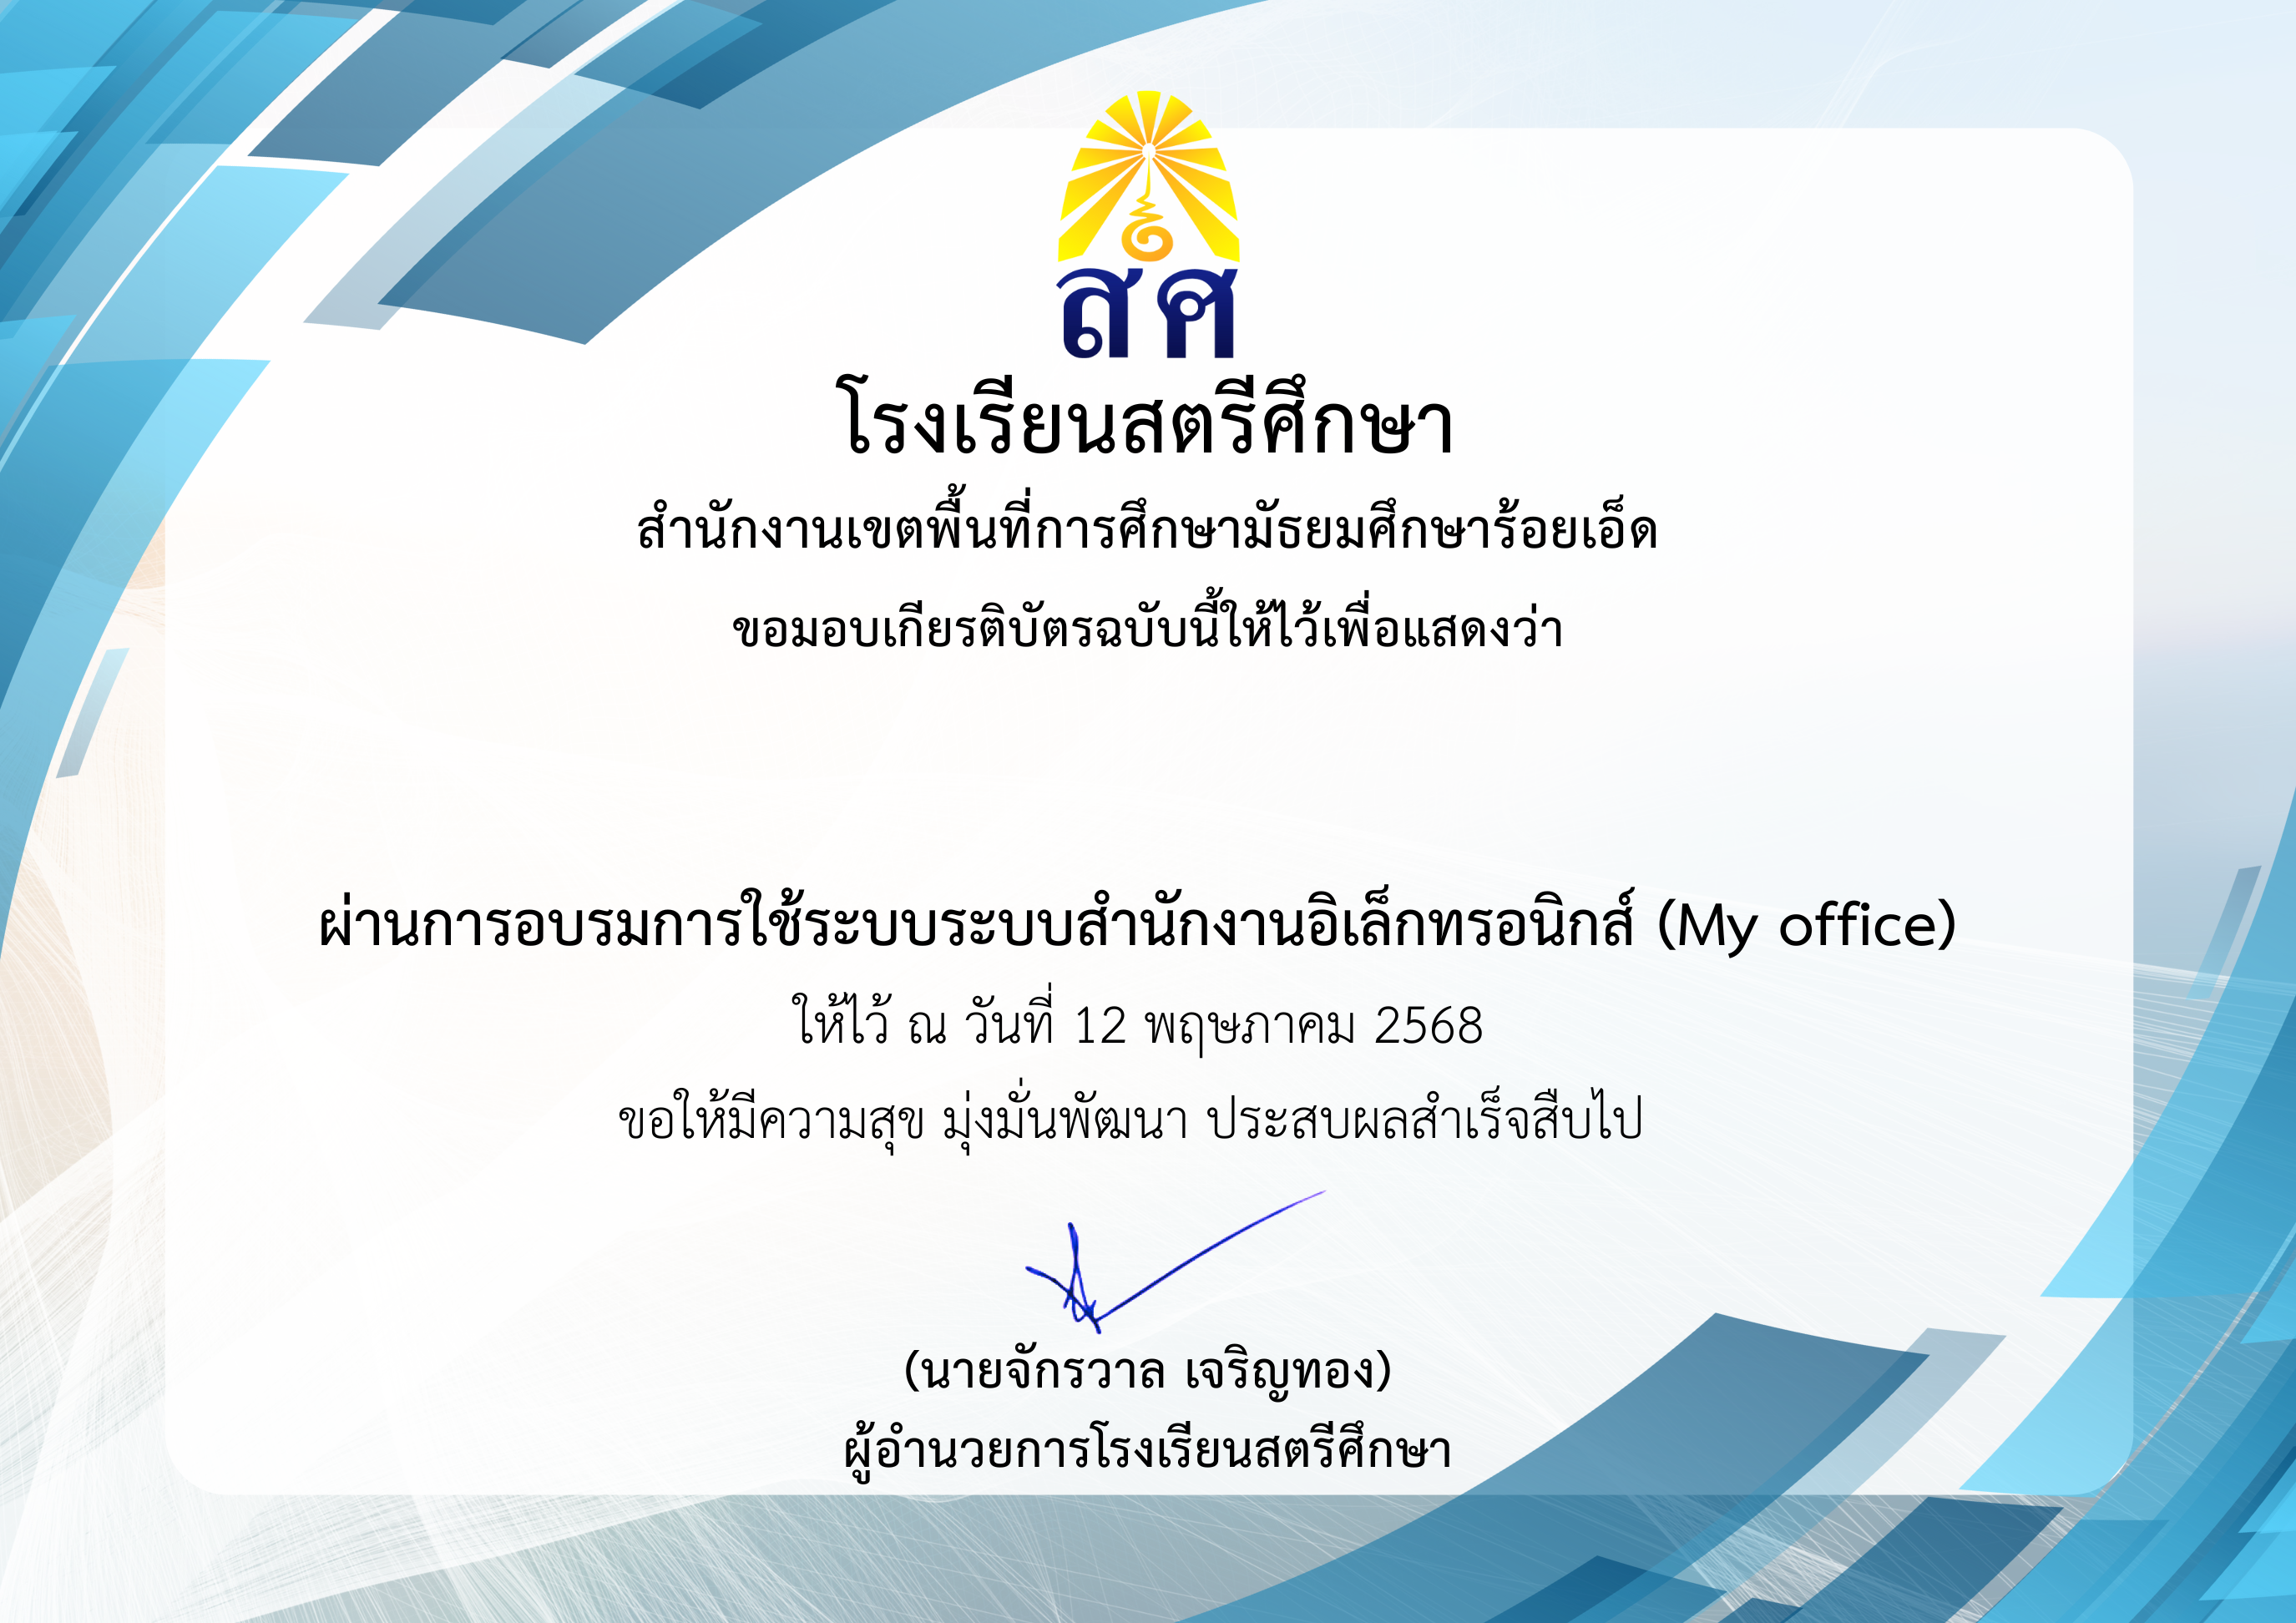 สศ
โรงเรียนสตรีศึกษา
สำนักงานเขตพื้นที่การศึกษามัธยมศึกษาร้อยเอ็ด
ขอมอบเกียรติบัตรฉบับนี้ให้ไว้เพื่อแสดงว่า
ผ่านการอบรมการใช้ระบบระบบสำนักงานอิเล็กทรอนิกส์ (My office)
ให้ไว้ ณ วันที่ 12 พฤษภาคม 2568
ขอให้มีความสุข มุ่งมั่นพัฒนา ประสบผลสำเร็จสืบไป
(นายจักรวาล เจริญทอง)
ผู้อำนวยการโรงเรียนสตรีศึกษา